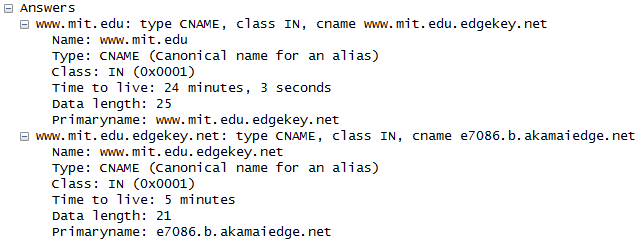 Answers
www.mit.edu: type CNAME, class IN, cname www.mit.edu.edgekey.net
Name: www.mit.edu
Type: CNAME (Canonical name for an alias)
Class: IN (0x0001)
Time to live: 24 minutes, 3 seconds
Data length: 25
Primaryname: www.mit.edu.edgekey.net
www.mit.edu.edgekey.net: type CNAME, class IN, cname e7086.b.akamaiedge.net
Name: www.mit.edu.edgekey.net
Type: CNAME (Canonical name for an alias)
Class: IN (0x0001)
Time to live: 5 minutes
Data length: 21
Primaryname: e7086.b.akamaiedge.net